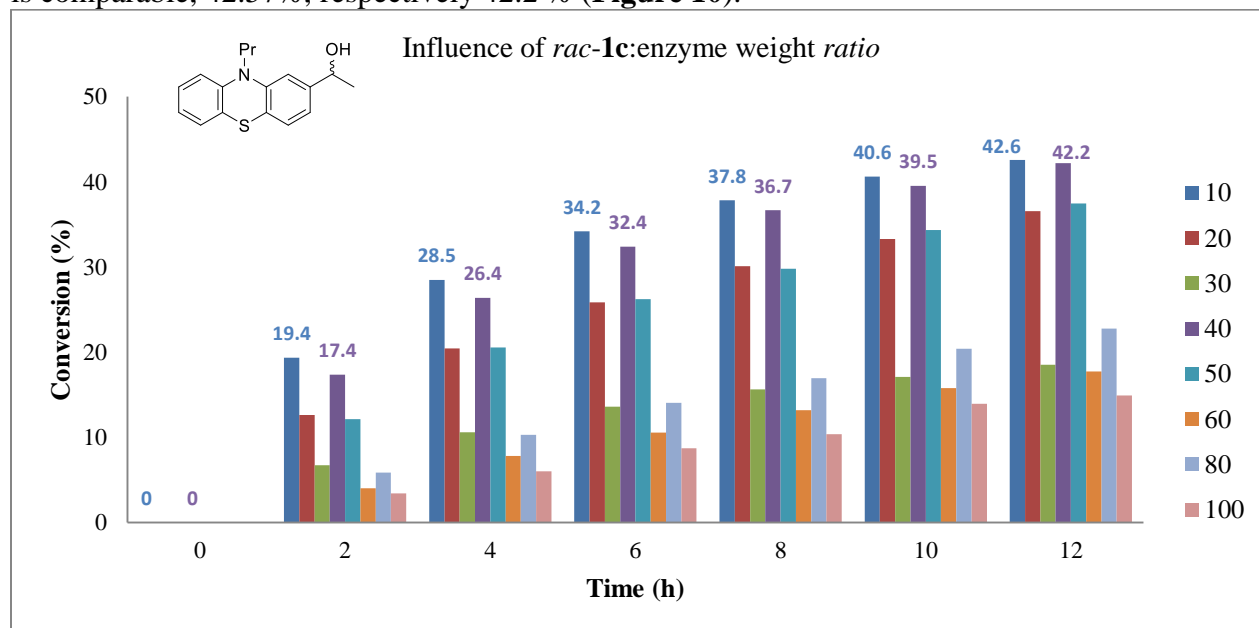 is comparable, 42.57%, respectively 42.2 % (Figure 10).
Influence of rac-1c:enzyme weight ratio
Pr
N
S
OH
Conversion (%)
50
40
30
20
10
0
0 0
19.4 17.4
28.5 26.4
34.2 32.4
37.8 36.7
40.6 39.5
42.6 42.2
0 2 4 6 8 10 12
Time (h)
10
20
30
40
50
60
80
100